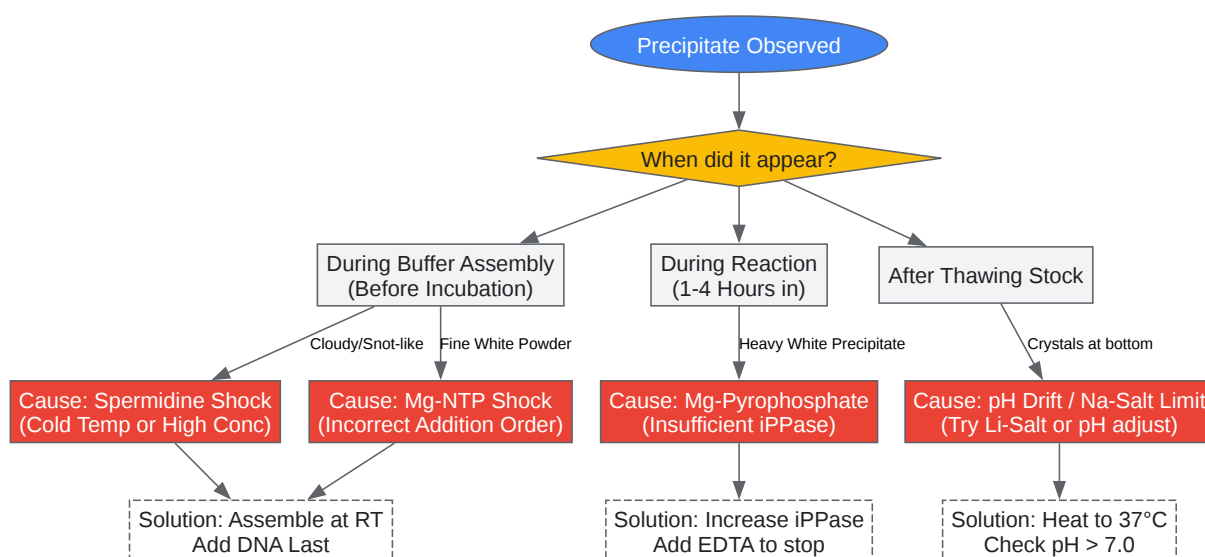 Precipitate Observed
When did it appear?
During Buffer Assembly
(Before Incubation)
During Reaction
(1-4 Hours in)
After Thawing Stock
Cloudy/Snot-like
Fine White Powder
Heavy White Precipitate
Crystals at bottom
Cause: Spermidine Shock
(Cold Temp or High Conc)
Cause: Mg-NTP Shock
(Incorrect Addition Order)
Cause: Mg-Pyrophosphate
(Insufficient iPPase)
Cause: pH Drift / Na-Salt Limit
(Try Li-Salt or pH adjust)
Solution: Assemble at RT
Add DNA Last
Solution: Increase iPPase
Add EDTA to stop
Solution: Heat to 37°C
Check pH > 7.0